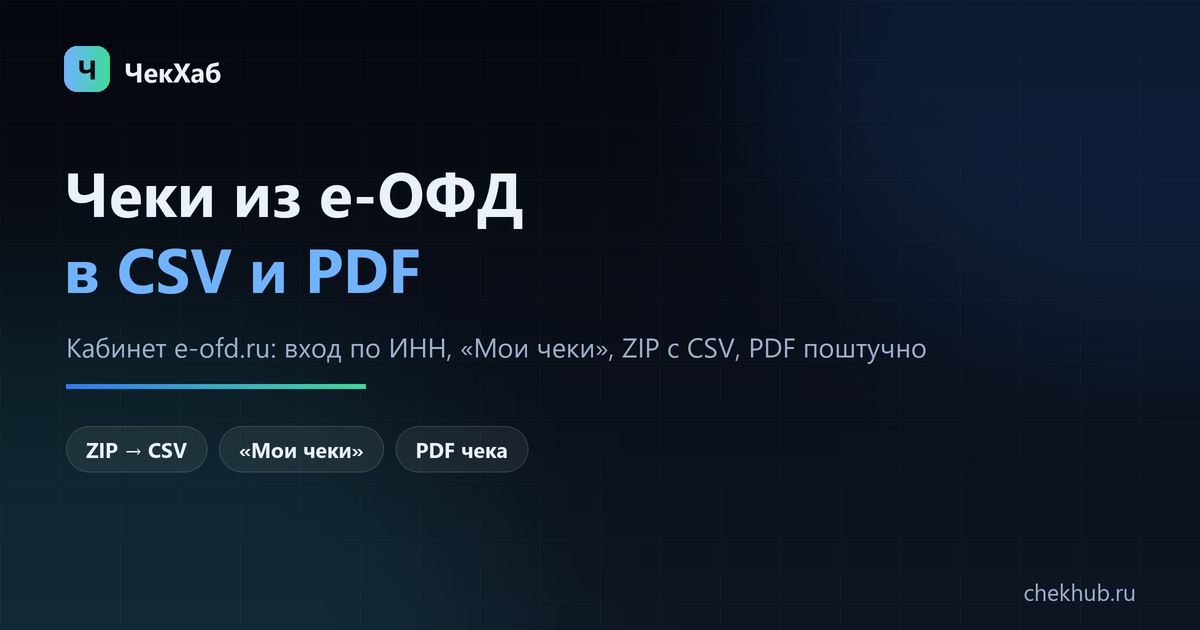 Ч ЧекХаб
Чеки из е-ОФД
в CSV и PDF
Кабинет e-ofd.ru: вход по ИНН, «Мои чеки», ZIP с CSV, PDF поштучно
ZIP → CSV «Мои чеки» PDF чека
chekhub.ru